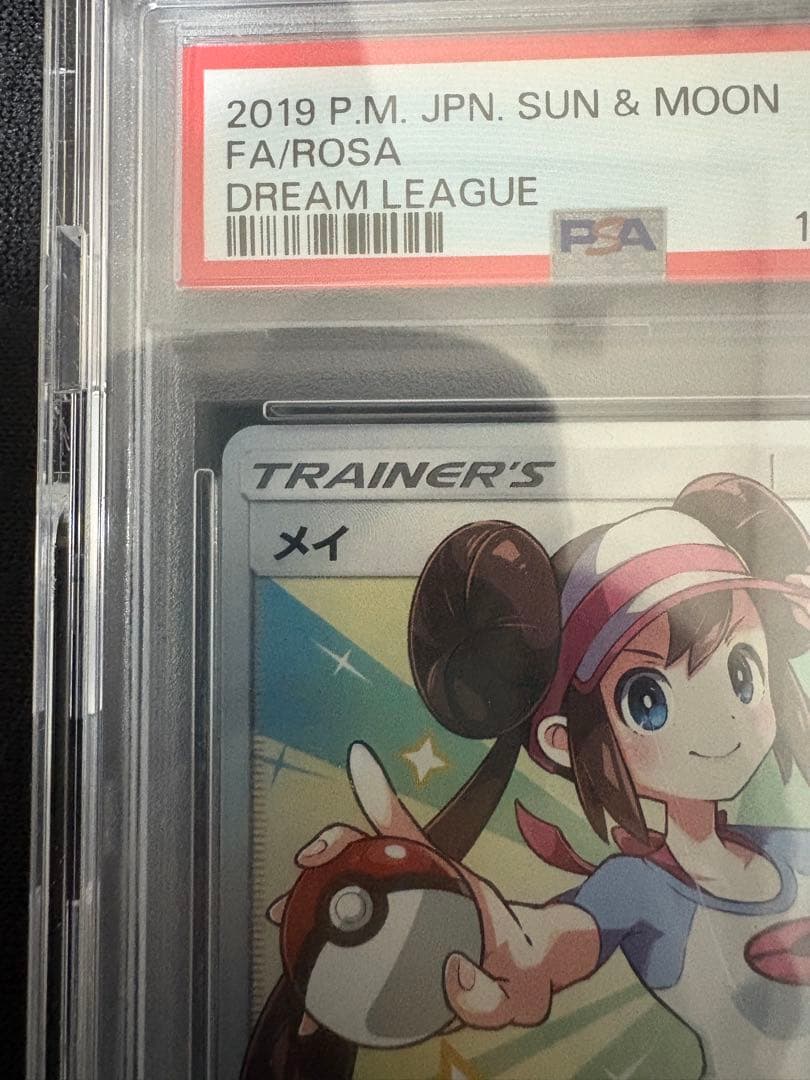 2019 P.M. JPN. SUN & MOON
FA/ROSA
DREAM LEAGUE
PSA
TRAINER'S
メイ